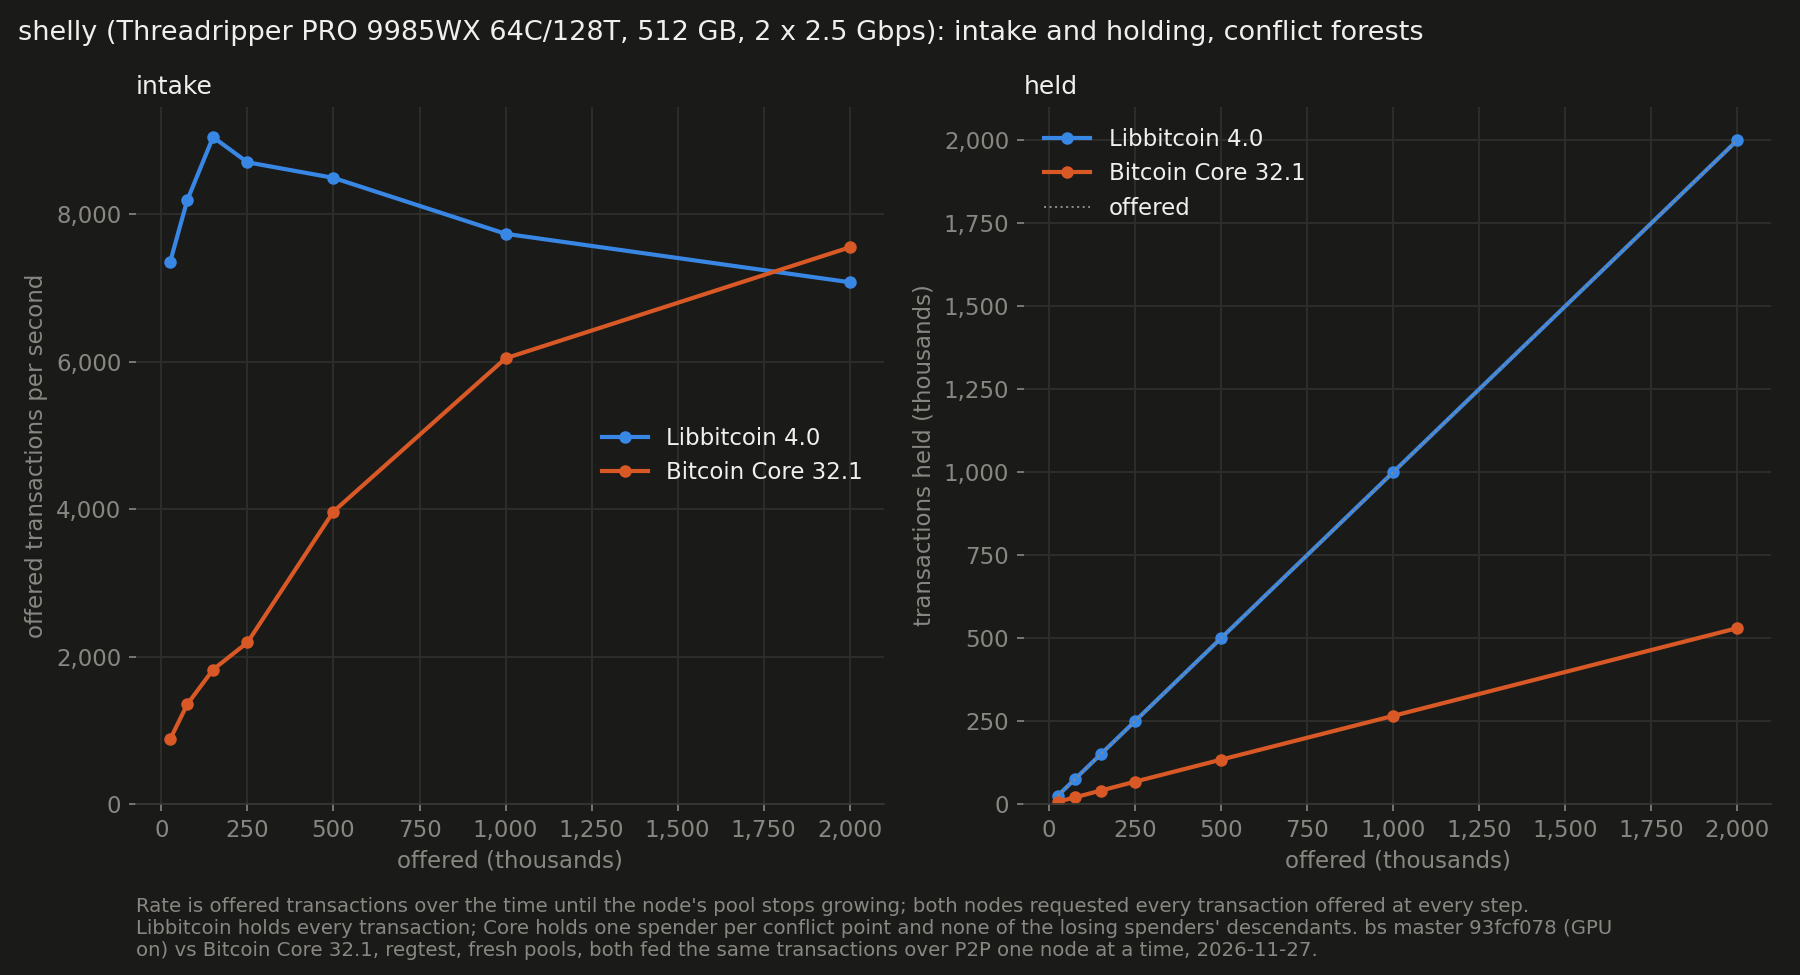 shelly (Threadripper PRO 9985WX 64C/128T, 512 GB, 2 x 2.5 Gbps): intake and holding, conflict forests
intake
offered transactions per second
8,000
6,000
4,000
2,000
0
Libbitcoin 4.0
Bitcoin Core 32.1
0 250 500 750 1,000 1,250 1,500 1,750 2,000
offered (thousands)
held
transactions held (thousands)
2,000
1,750
1,500
1,250
1,000
750
500
250
0
Libbitcoin 4.0
Bitcoin Core 32.1
offered
0 250 500 750 1,000 1,250 1,500 1,750 2,000
offered (thousands)
Rate is offered transactions over the time until the node's pool stops growing; both nodes requested every transaction offered at every step.
Libbitcoin holds every transaction; Core holds one spender per conflict point and none of the losing spenders' descendants. bs master 93fcf078 (GPU
on) vs Bitcoin Core 32.1, regtest, fresh pools, both fed the same transactions over P2P one node at a time, 2026-11-27.